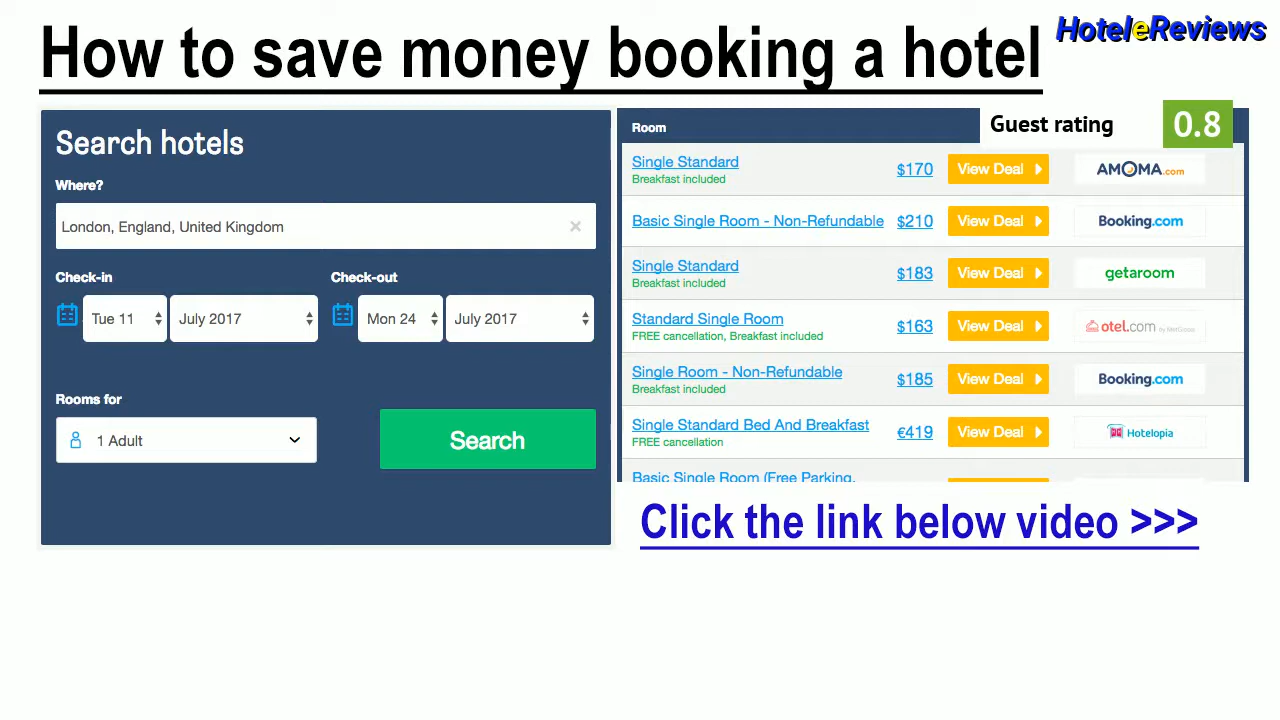 How to save money booking a hotel
HoteleReviews
Search hotels
Where?
London, England, United Kingdom
Check-in
Check-out
Tue 11
July 2017
Mon 24
July 2017
Rooms for
1 Adult
Search
Room
Guest rating
0.8
Single Standard
Breakfast included
$170
View Deal
AMOMA.com
Basic Single Room - Non-Refundable
$210
View Deal
Booking.com
Single Standard
Breakfast included
$183
View Deal
getaroom
Standard Single Room
FREE cancellation, Breakfast included
$163
View Deal
otel.com
Single Room - Non-Refundable
Breakfast included
$185
View Deal
Booking.com
Single Standard Bed And Breakfast
FREE cancellation
€419
View Deal
Hotelopia
Basic Single Room (Free Parking,
Click the link below video >>>